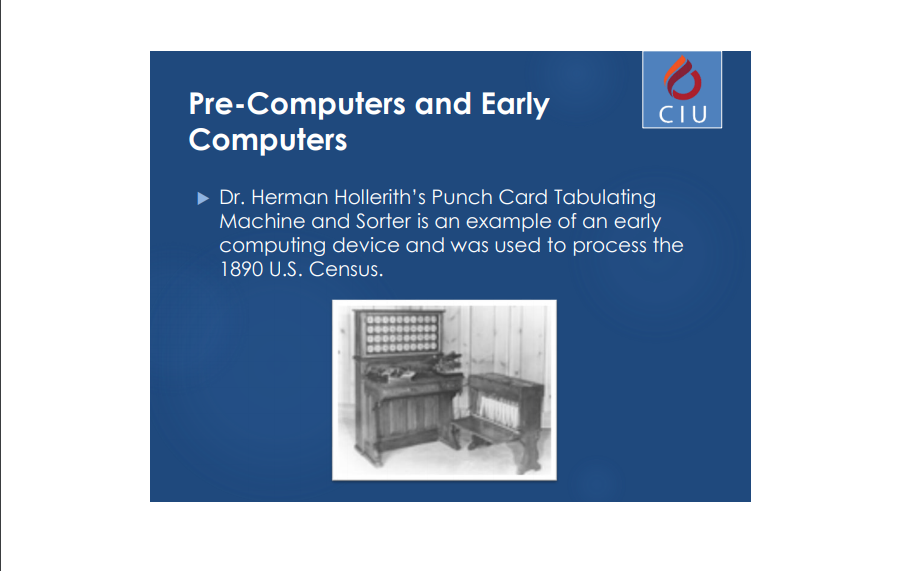 Pre-Computers and Early
Computers
CIU
Dr. Herman Hollerith's Punch Card Tabulating
Machine and Sorter is an example of an early
computing device and was used to process the
1890 U.S. Census.